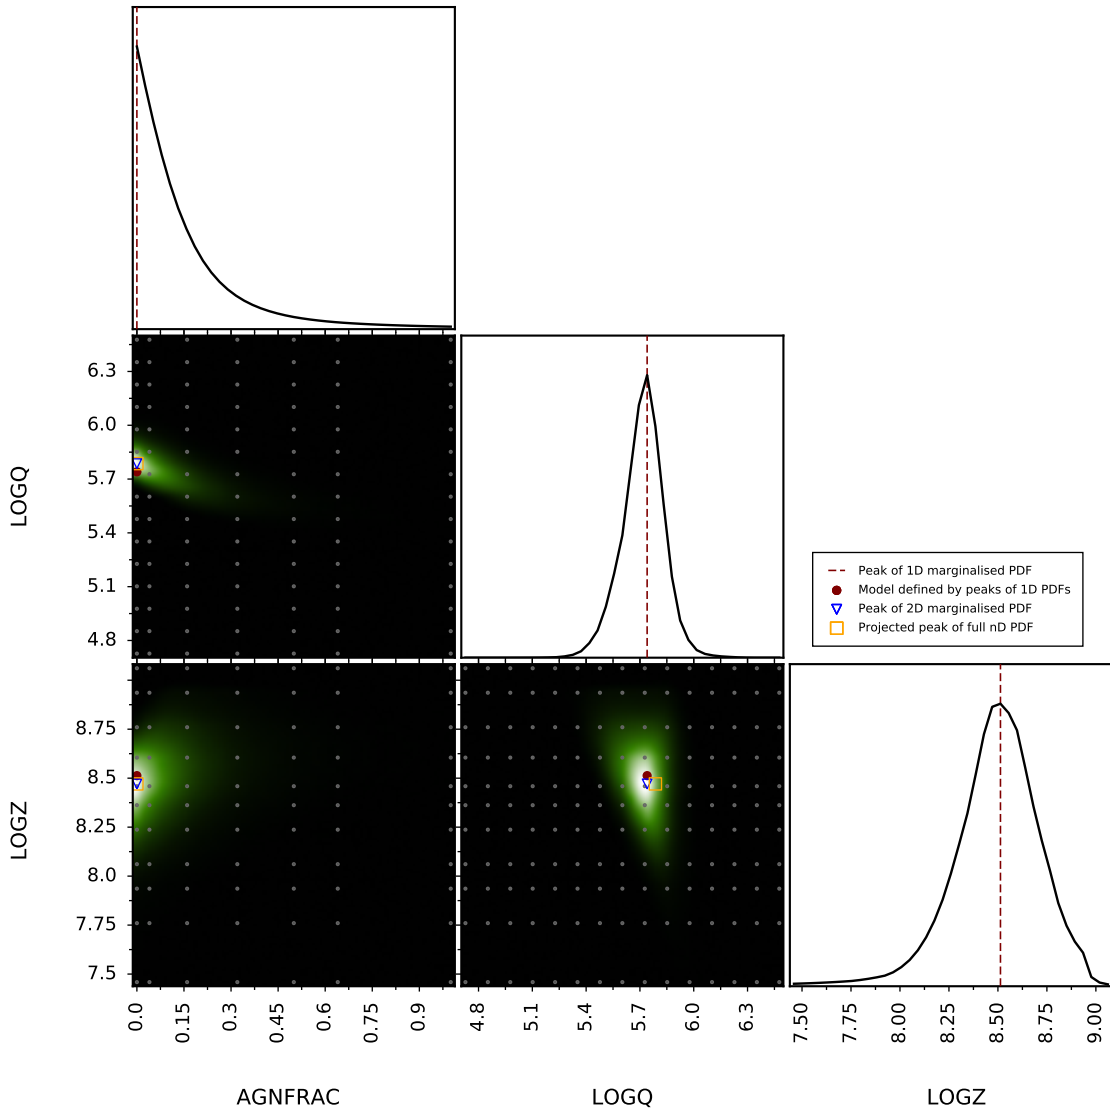 6.3
6.0
5.7
5.4
5.1
4.8
LOGQ
Peak of 1D marginalised PDF
Model defined by peaks of 1D PDFs
Peak of 2D marginalised PDF
Projected peak of full nD PDF
8.75
8.5
8.25
8.0
7.75
7.5
LOGZ
0.0 0.15 0.3 0.45 0.6 0.75 0.9
4.8 5.1 5.4 5.7 6.0 6.3
7.50 7.75 8.00 8.25 8.50 8.75 9.00
AGNFRAC LOGQ LOGZ